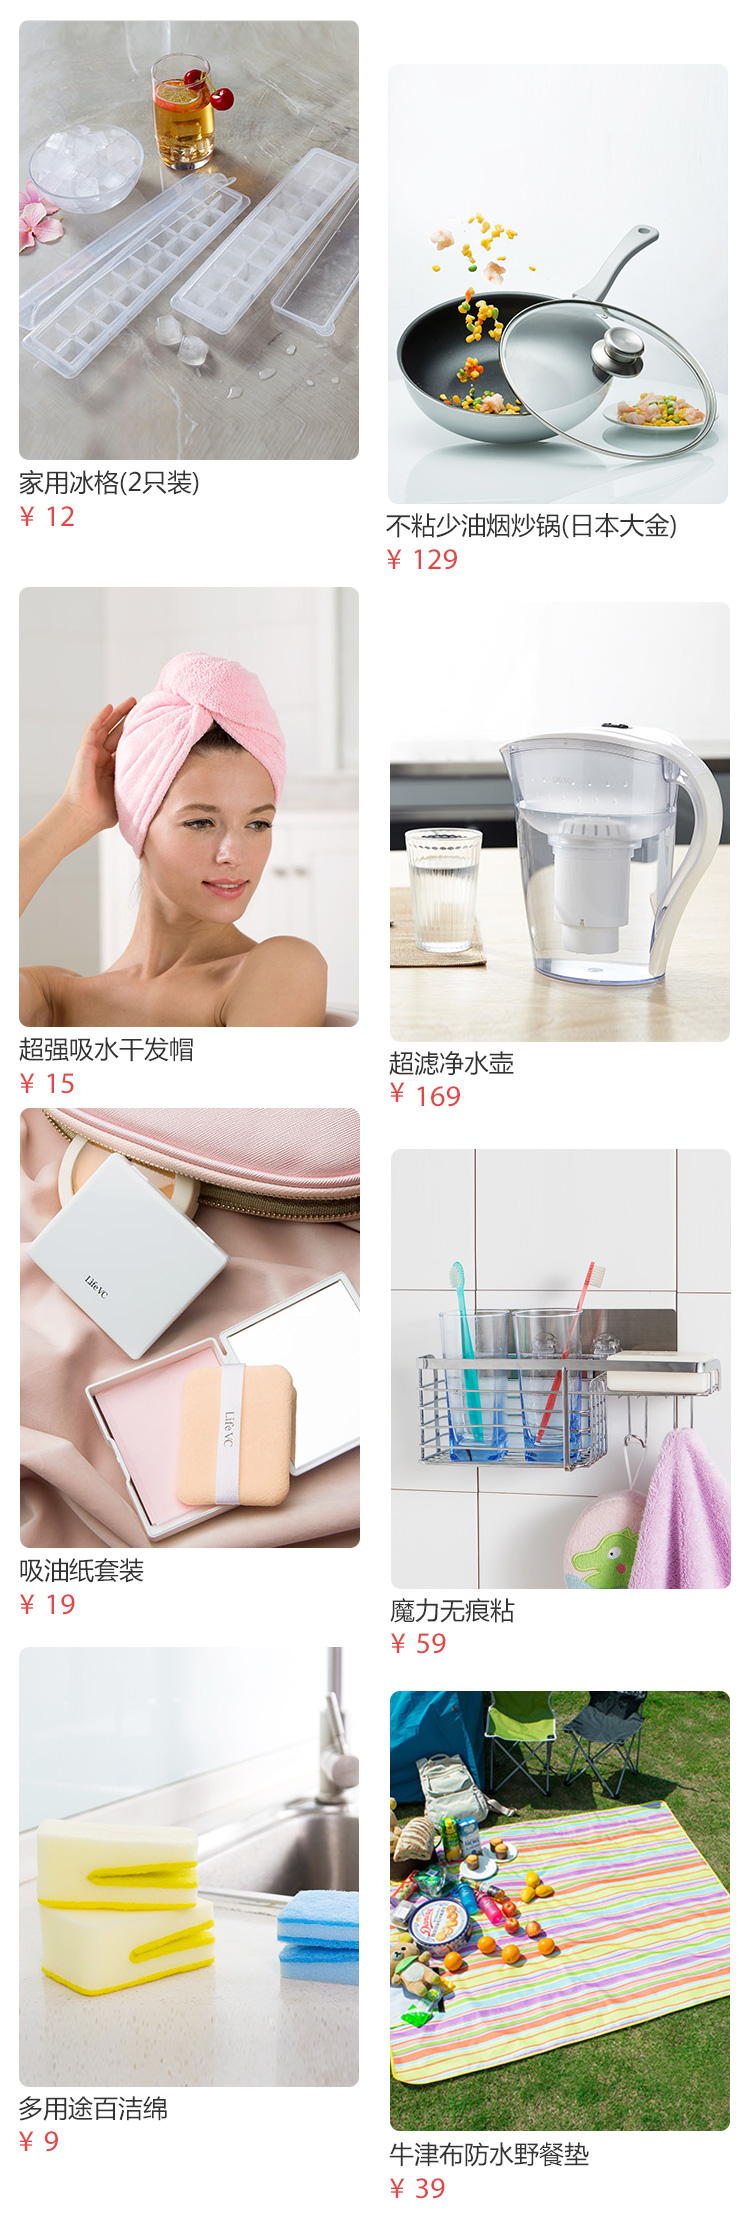 家用冰格(2只装)
¥ 12
不粘少油烟炒锅(日本大金)
¥ 129
超强吸水干发帽
¥ 15
超滤净水壶
¥ 169
Life VC
Life VC
吸油纸套装
¥ 19
魔力无痕粘
¥ 59
多用途百洁绵
¥ 9
牛津布防水野餐垫
¥ 39